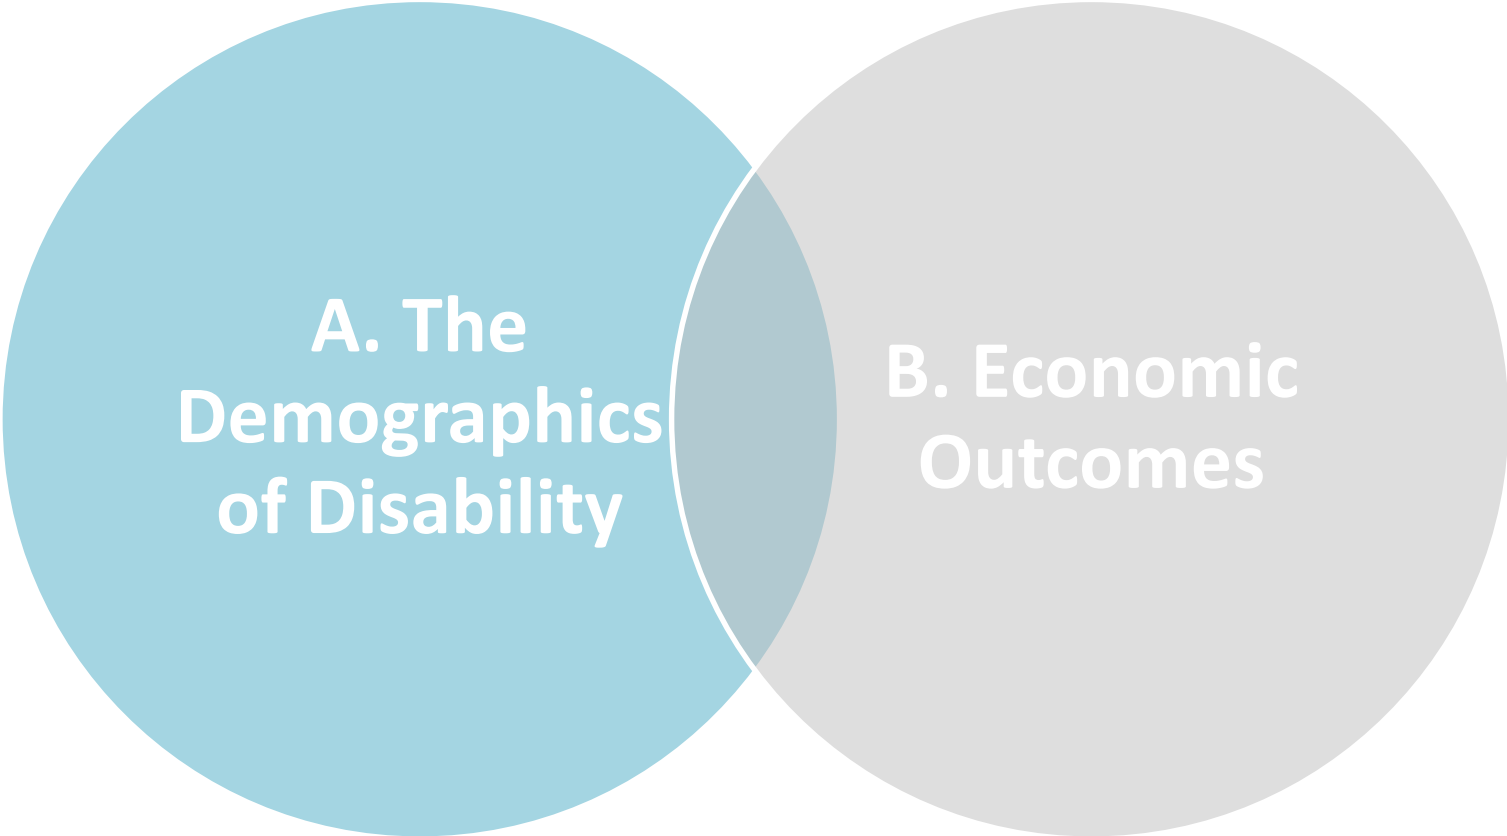 A. The
Demographics
of Disability
B. Economic
Outcomes